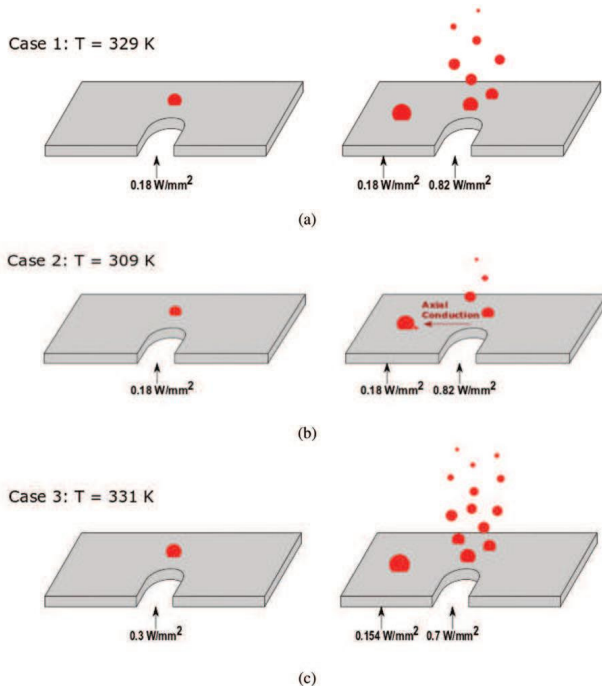 Case 1: T = 329 K
0.18 W/mm2
0.18 W/mm2 0.82 W/mm2
(a)
Case 2: T = 309 K
Axial
Conduction
0.18 W/mm2
0.18 W/mm2 0.82 W/mm2
(b)
Case 3: T = 331 K
0.3 W/mm2
0.154 W/mm2 0.7 W/mm2
(c)